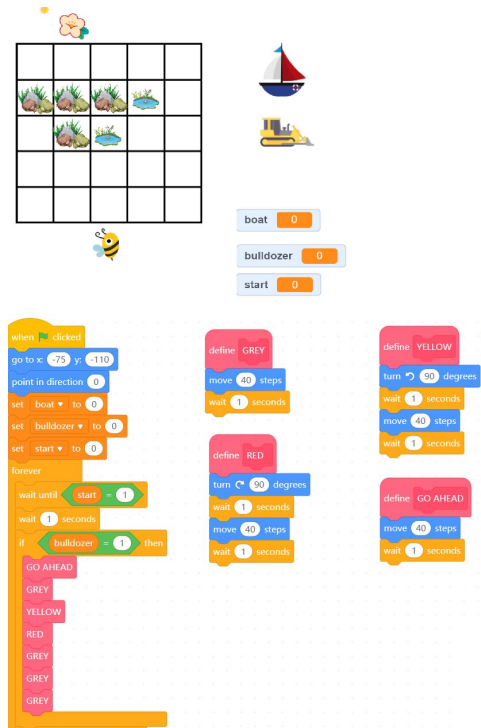 boat 0
bulldozer 0
start 0
when clicked
go to x: -75 y: -110
point in direction 0
set boat to 0
set bulldozer to 0
set start to 0
forever
wait until start = 1
wait 1 seconds
if bulldozer = 1 then
GO AHEAD
GREY
YELLOW
RED
GREY
GREY
GREY
define GREY
move 40 steps
wait 1 seconds
define RED
turn 90 degrees
wait 1 seconds
move 40 steps
wait 1 seconds
define YELLOW
turn 90 degrees
wait 1 seconds
move 40 steps
wait 1 seconds
define GO AHEAD
move 40 steps
wait 1 seconds